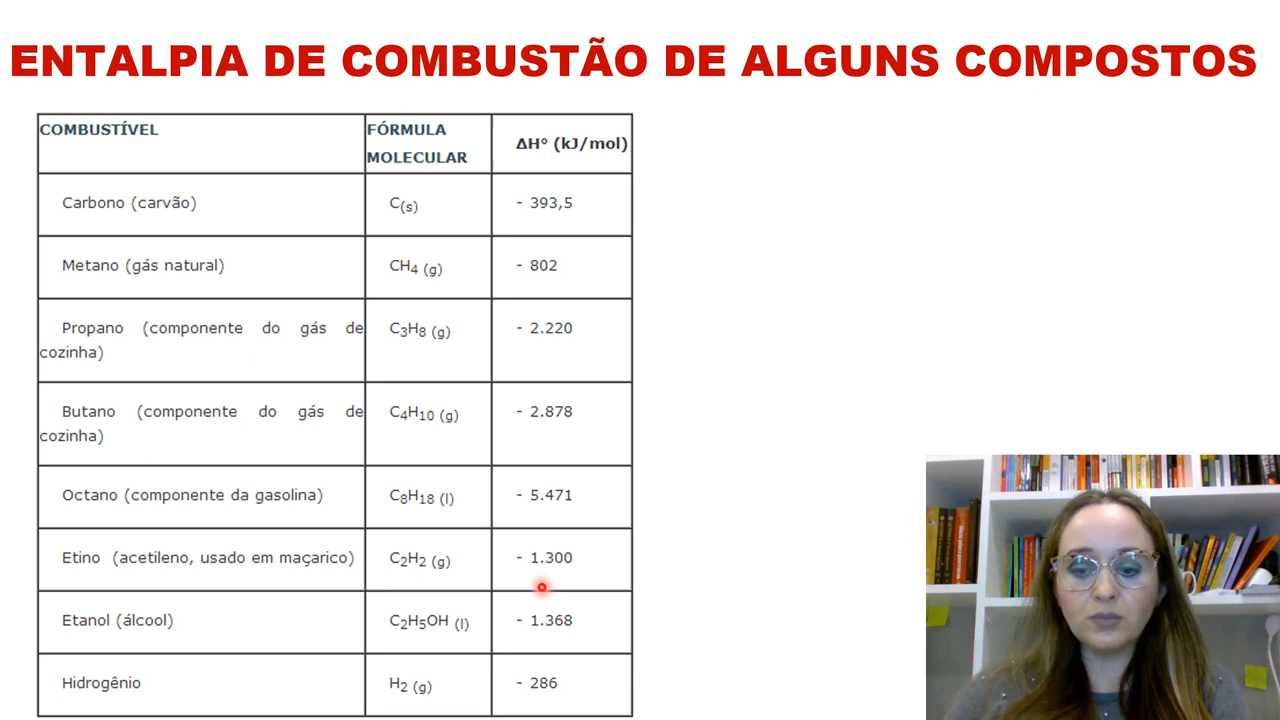 ENTALPIA DE COMBUSTÃO DE ALGUNS COMPOSTOS
COMBUSTÍVEL
FÓRMULA
MOLECULAR
ΔHº (kJ/mol)
Carbono (carvão)
C(s)
- 393,5
Metano (gás natural)
CH4 (g)
- 802
Propano (componente do gás de
cozinha)
C3H8 (g)
- 2.220
Butano (componente do gás de
cozinha)
C4H10 (g)
- 2.878
Octano (componente da gasolina)
C8H18 (l)
- 5.471
Etino (acetileno, usado em maçarico)
C2H2 (g)
- 1.300
Etanol (álcool)
C2H5OH (l)
- 1.368
Hidrogênio
H2 (g)
- 286